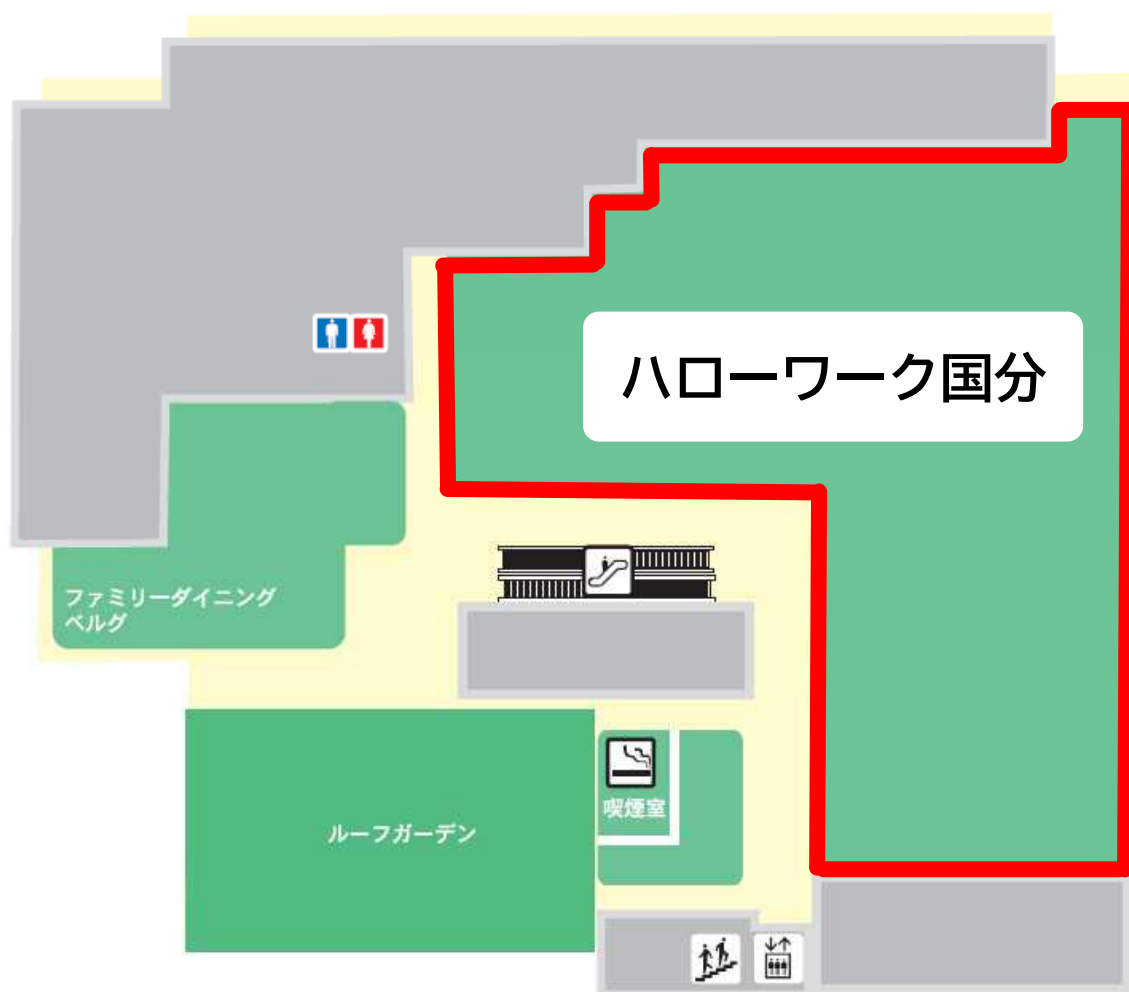 ハローワーク国分
ファミリーダイニング
ベルグ
喫煙室
ルーフガーデン